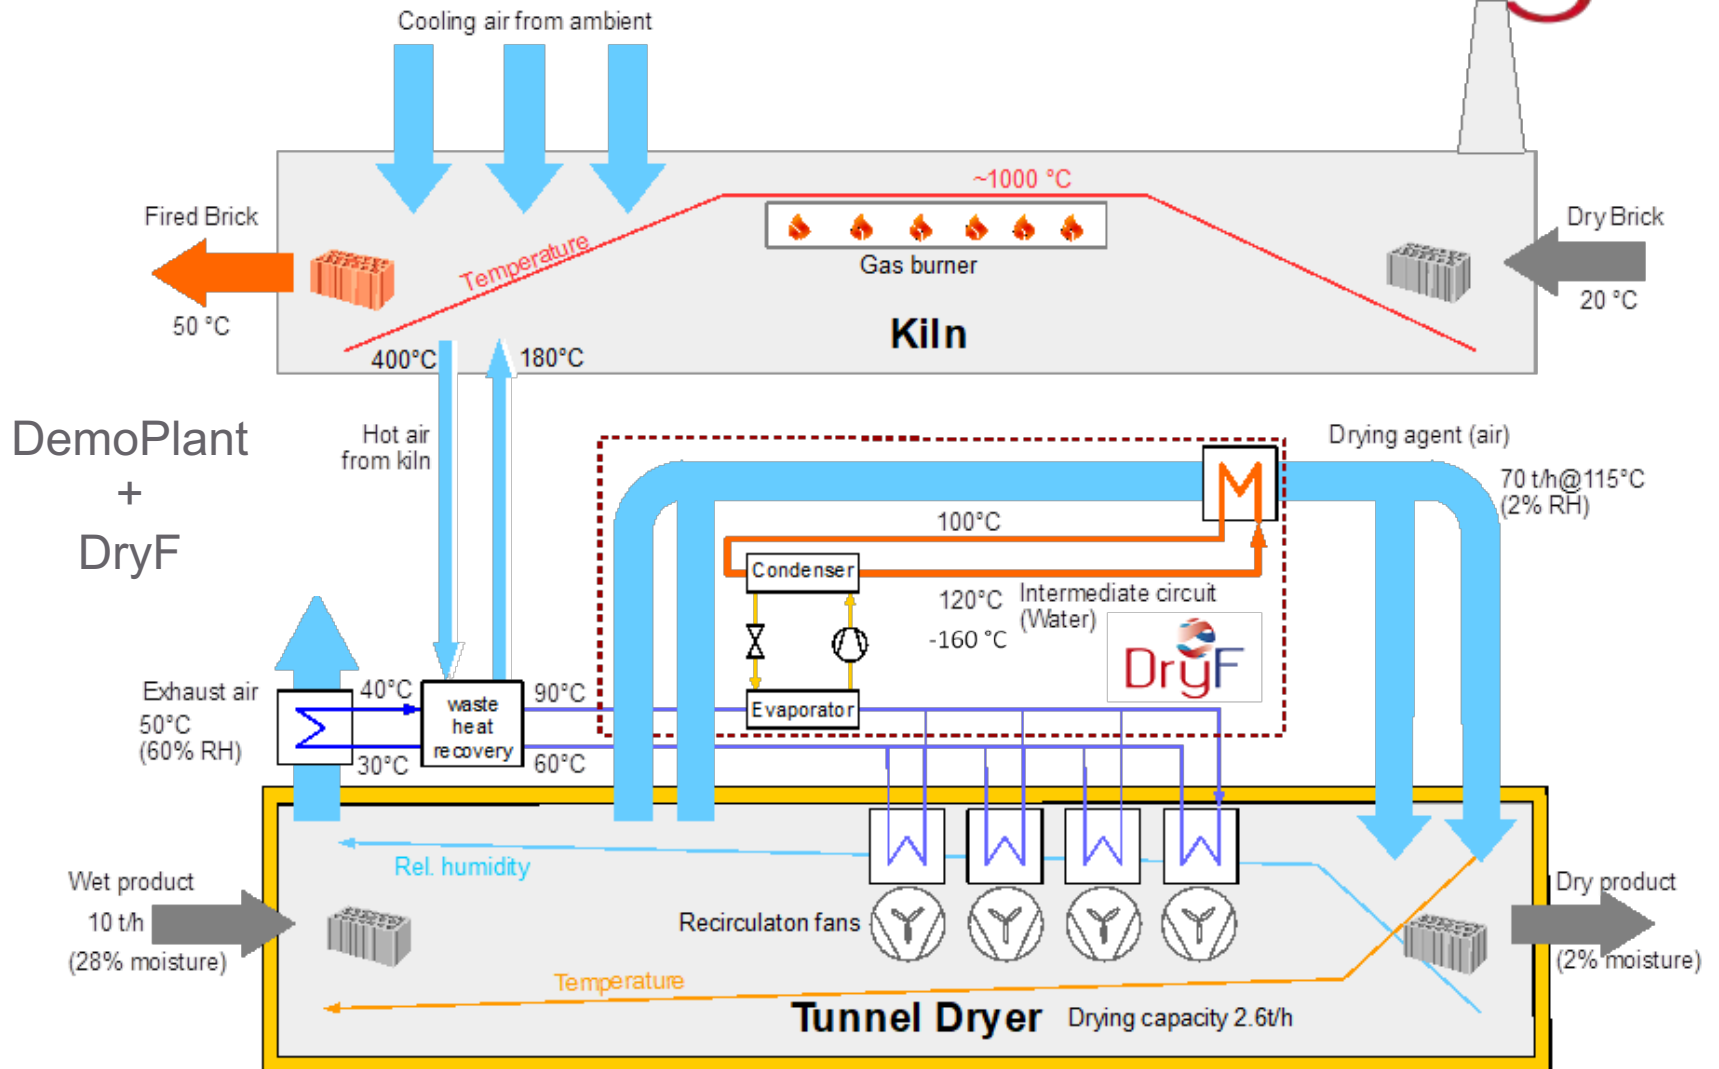 Cooling air from ambient
~1000 °C
Fired Brick
Dry Brick
Temperature
Gas burner
50 °C
20 °C
Kiln
400°C
180°C
DemoPlant
+
DryF
Hot air
from kiln
Drying agent (air)
70 t/h@115°C
(2% RH)
100°C
Condenser
120°C
-160 °C
Intermediate circuit
(Water)
DryF
Exhaust air
50°C
(60% RH)
40°C
30°C
waste
heat
recovery
90°C
60°C
Evaporator
Rel. humidity
Wet product
10 t/h
(28% moisture)
Recirculaton fans
Dry product
(2% moisture)
Temperature
Tunnel Dryer
Drying capacity 2.6t/h